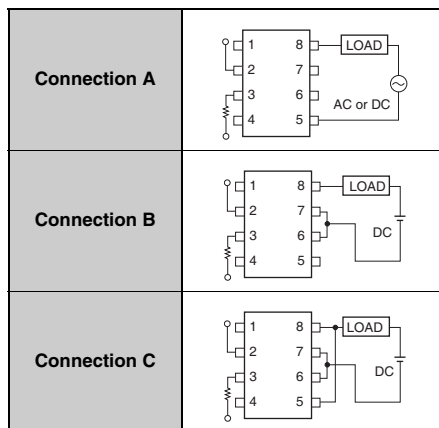 Connection A
1 8 LOAD
2 7
3 6
4 5
AC or DC
Connection B
1 8 LOAD
2 7
3 6
4 5
DC
Connection C
1 8 LOAD
2 7
3 6
4 5
DC